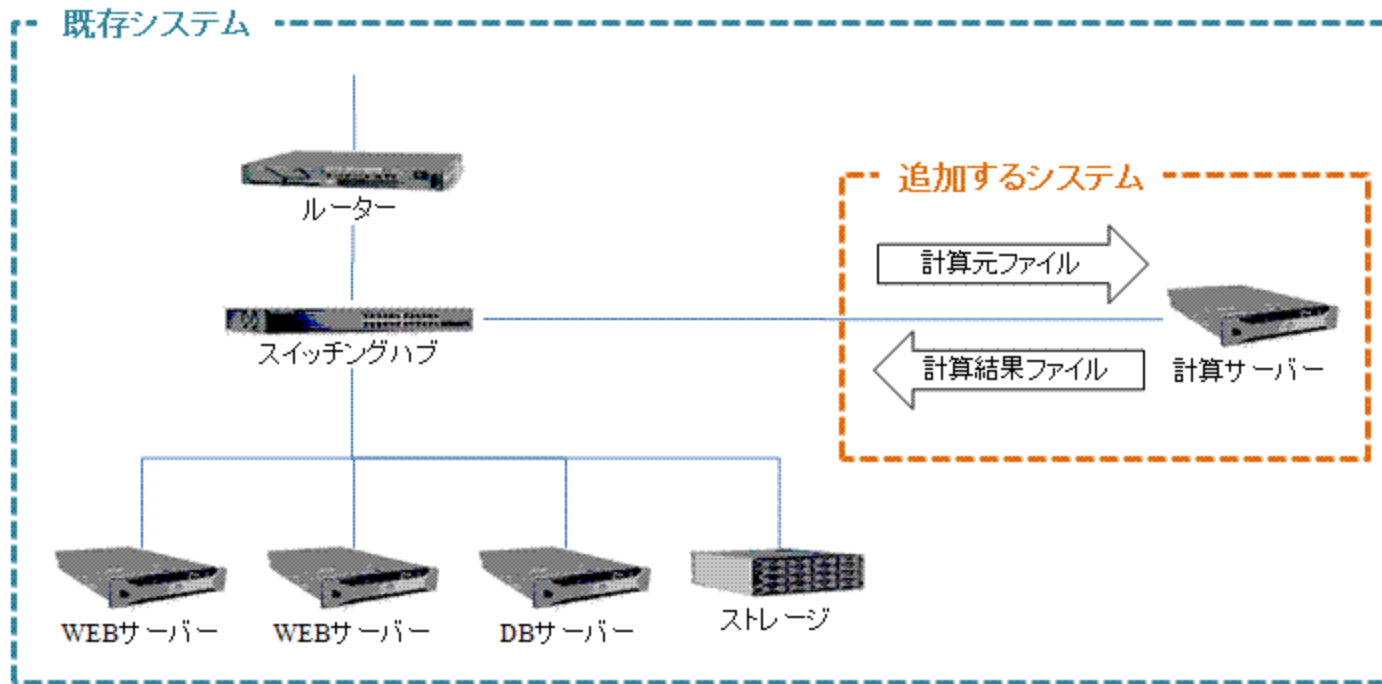 既存システム
ルーター
追加するシステム
計算元ファイル
スイッチングハブ
計算結果ファイル
計算サーバー
WEBサーバー
WEBサーバー
DBサーバー
ストレージ